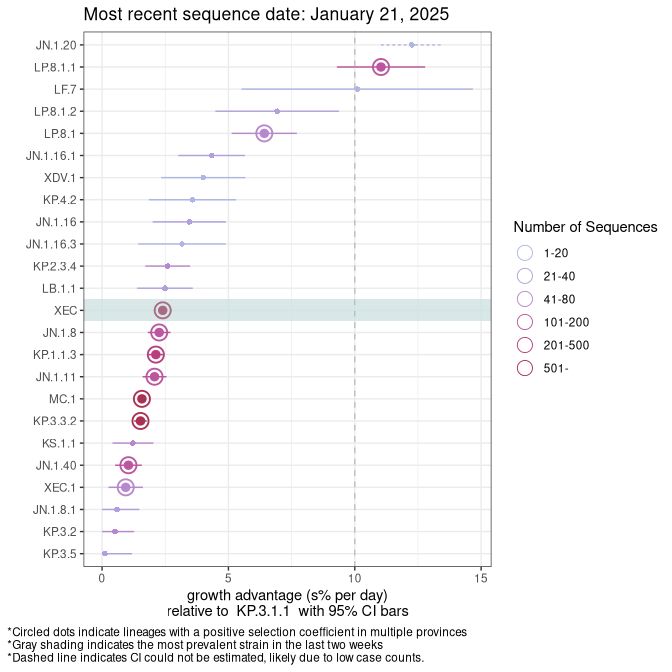 Most recent sequence date: January 21, 2025
JN.1.20
LP.8.1.1
LF.7
LP.8.1.2
LP.8.1
JN.1.16.1
XDV.1
KP.4.2
JN.1.16
JN.1.16.3
KP.2.3.4
LB.1.1
XEC
JN.1.8
KP.1.1.3
JN.1.11
MC.1
KP.3.3.2
KS.1.1
JN.1.40
XEC.1
JN.1.8.1
KP.3.2
KP.3.5
0 5 10 15
growth advantage (s% per day)
relative to KP.3.1.1 with 95% CI bars
Number of Sequences
1-20
21-40
41-80
101-200
201-500
501-
*Circled dots indicate lineages with a positive selection coefficient in multiple provinces
*Gray shading indicates the most prevalent strain in the last two weeks
*Dashed line indicates CI could not be estimated, likely due to low case counts.